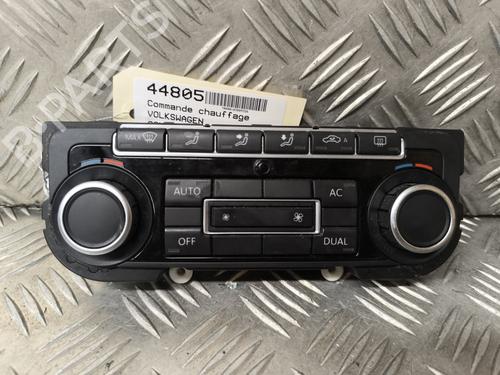 44805
Commande chauffage
VOLKSWAGEN
MAX
A
AUTO
AC
OFF
DUAL